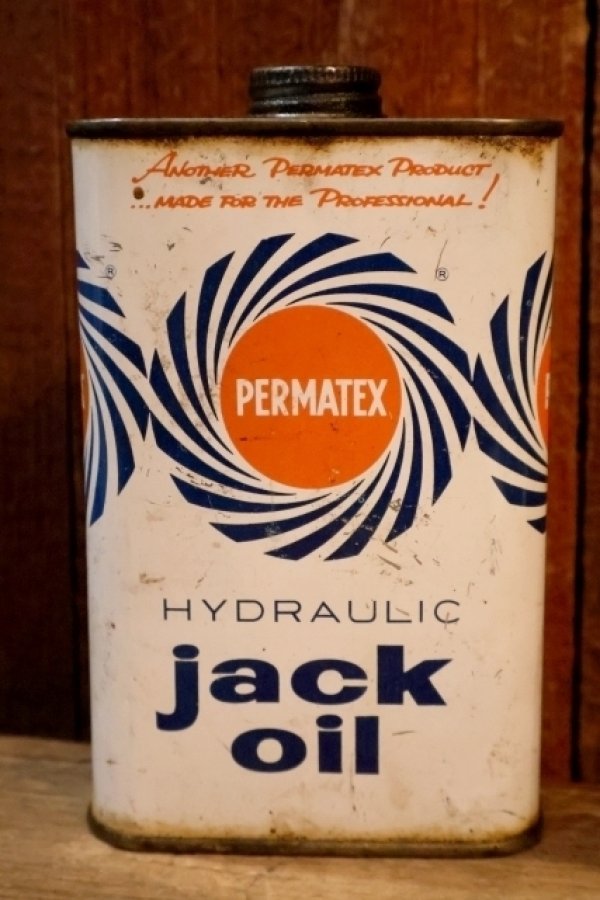 Another Permatex Product
...made for the Professional!
®
®
PERMATEX
HYDRAULIC
jack
oil